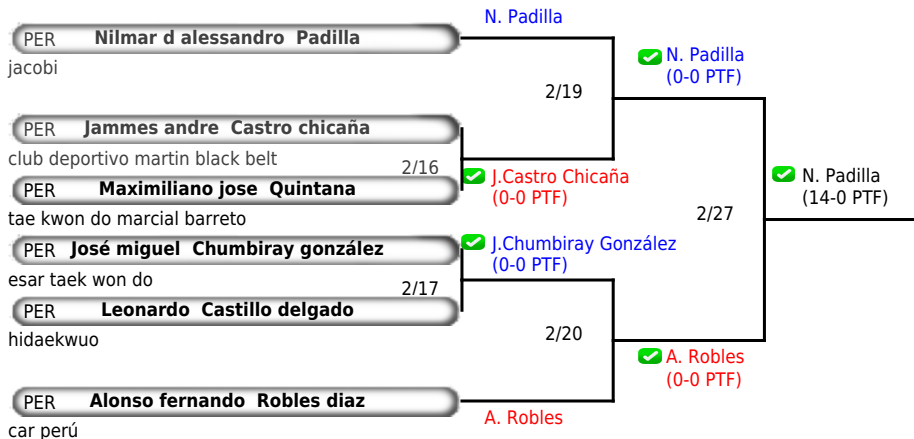 N. Padilla
PER Nilmar d alessandro Padilla
jacobi
N. Padilla
(0-0 PTF)
2/19
PER Jammes andre Castro chicaña
club deportivo martin black belt
2/16
J.Castro Chicaña
(0-0 PTF)
PER Maximiliano jose Quintana
tae kwon do marcial barreto
N. Padilla
(14-0 PTF)
2/27
PER José miguel Chumbiray gonzález
esar taek won do
J.Chumbiray González
(0-0 PTF)
2/17
PER Leonardo Castillo delgado
hidaekwuo
2/20
A. Robles
(0-0 PTF)
PER Alonso fernando Robles diaz
car perú
A. Robles